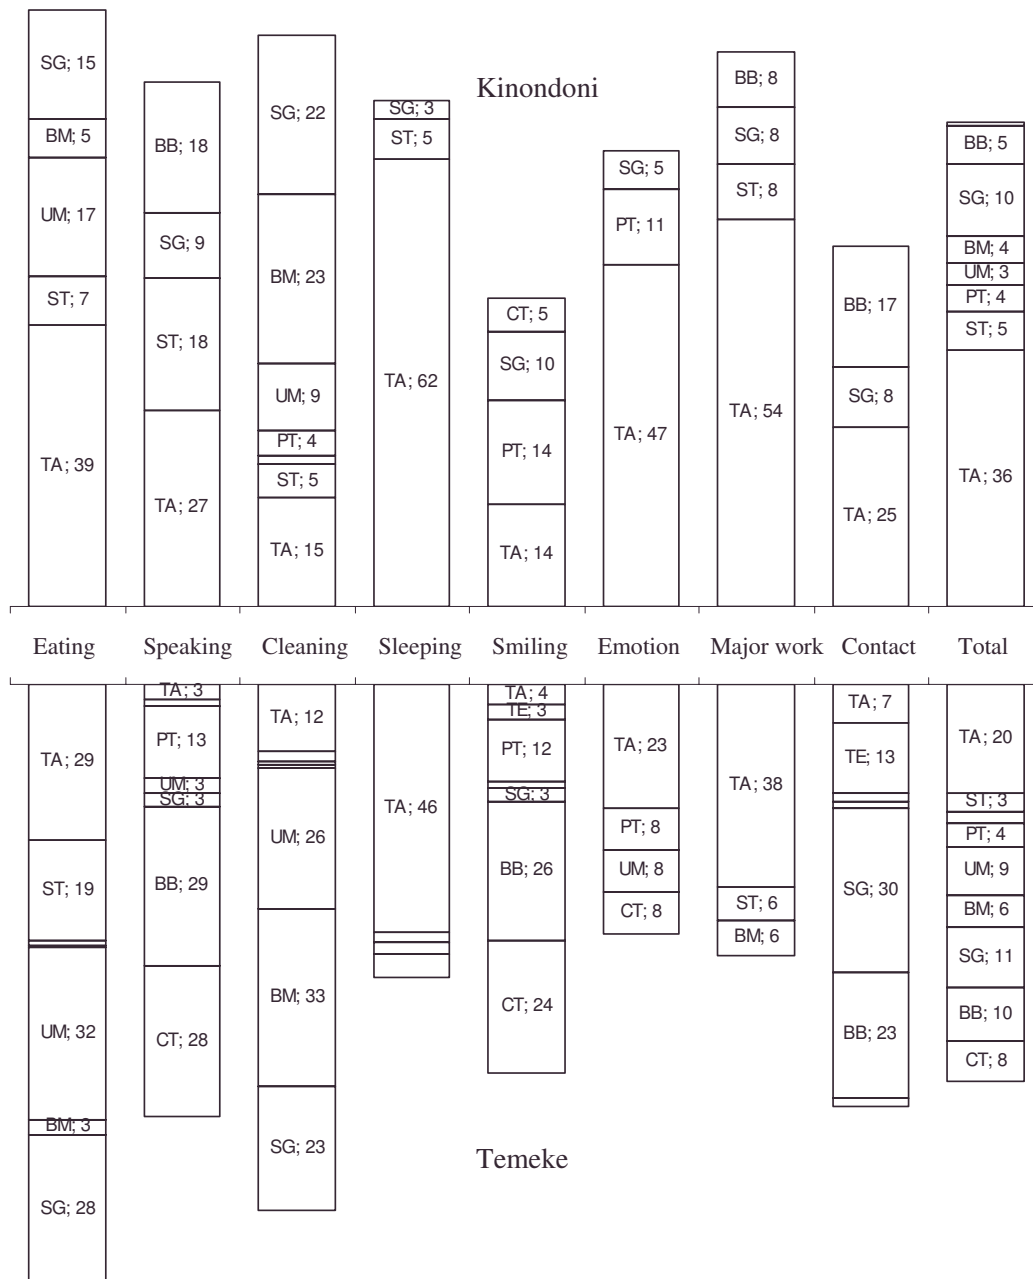 Kinondoni
SG; 15
BM; 5
UM; 17
ST; 7
TA; 39
BB; 18
SG; 9
ST; 18
TA; 27
SG; 22
BM; 23
UM; 9
PT; 4
ST; 5
TA; 15
SG; 3
ST; 5
TA; 62
CT; 5
SG; 10
PT; 14
TA; 14
SG; 5
PT; 11
TA; 47
BB; 8
SG; 8
ST; 8
TA; 54
BB; 17
SG; 8
TA; 25
BB; 5
SG; 10
BM; 4
UM; 3
PT; 4
ST; 5
TA; 36
Eating Speaking Cleaning Sleeping Smiling Emotion Major work Contact Total
TA; 29
ST; 19
UM; 32
BM; 3
SG; 28
TA; 3
PT; 13
UM; 3
SG; 3
BB; 29
CT; 28
TA; 12
UM; 26
BM; 33
SG; 23
TA; 46
TA; 4
TE; 3
PT; 12
SG; 3
BB; 26
CT; 24
TA; 23
PT; 8
UM; 8
CT; 8
TA; 38
ST; 6
BM; 6
TA; 7
TE; 13
SG; 30
BB; 23
TA; 20
ST; 3
PT; 4
UM; 9
BM; 6
SG; 11
BB; 10
CT; 8
Temeke